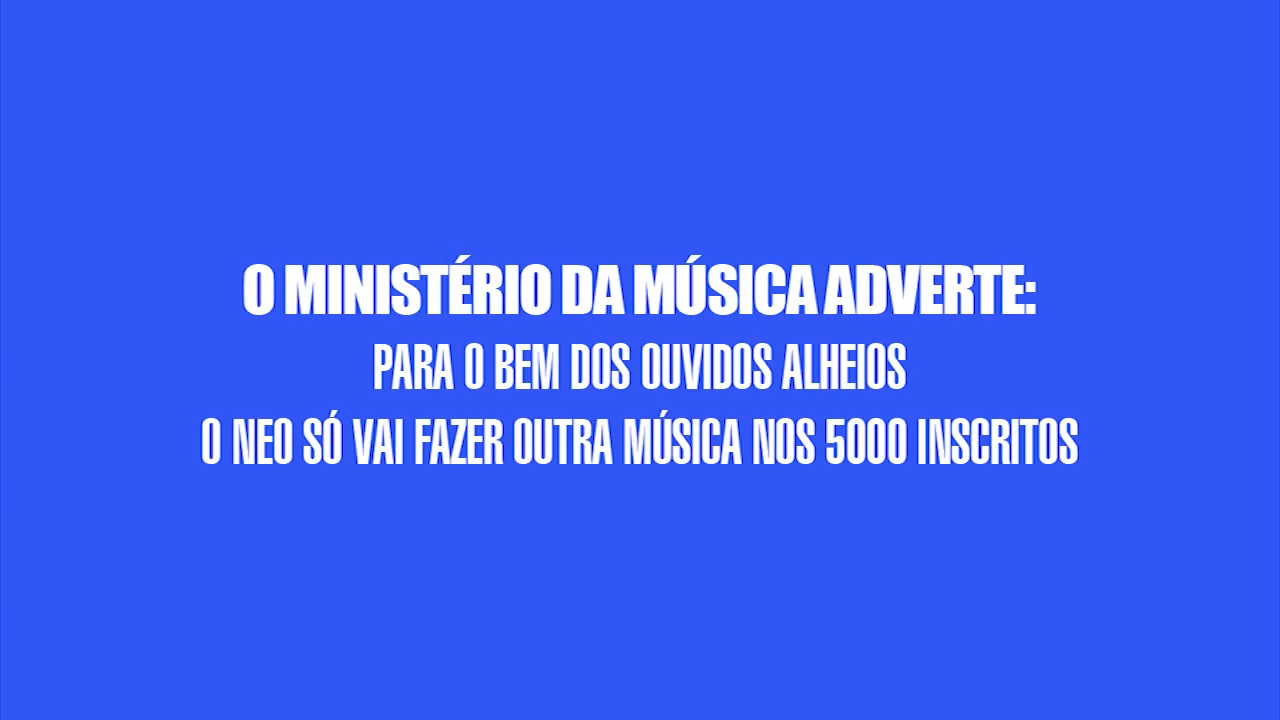 O MINISTÉRIO DA MÚSICA ADVERTE:
PARA O BEM DOS OUVIDOS ALHEIOS
O NEO SÓ VAI FAZER OUTRA MÚSICA NOS 5000 INSCRITOS